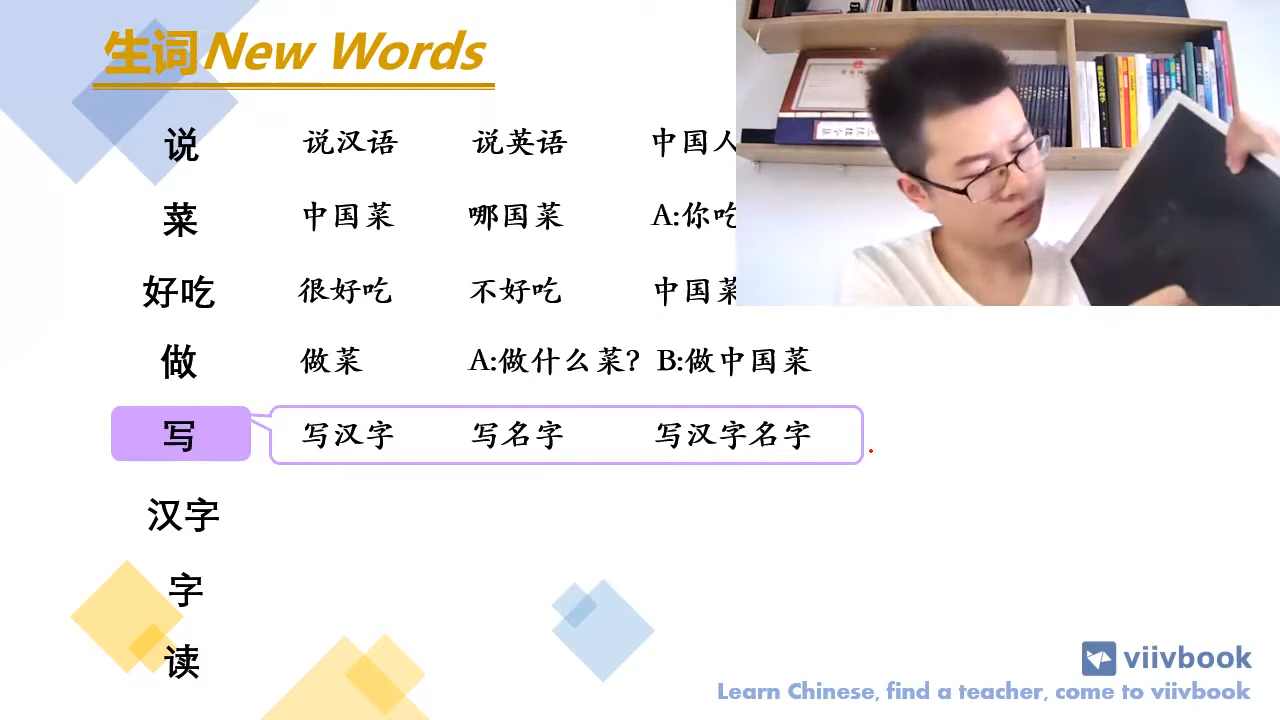 生词New Words
说 说汉语 说英语 中国人
菜 中国菜 哪国菜 A:你吃
好吃 很好吃 不好吃 中国菜
做 做菜 A:做什么菜? B:做中国菜
写 写汉字 写名字 写汉字名字
汉字
字
读
viivbook
Learn Chinese, find a teacher, come to viivbook